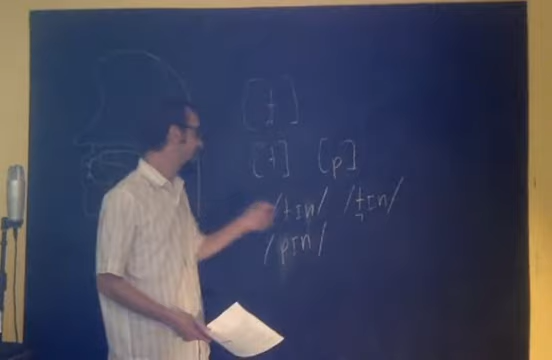 [t]
[t] [p]
/tɪn/ /t̪ɪn/
/pɪn/